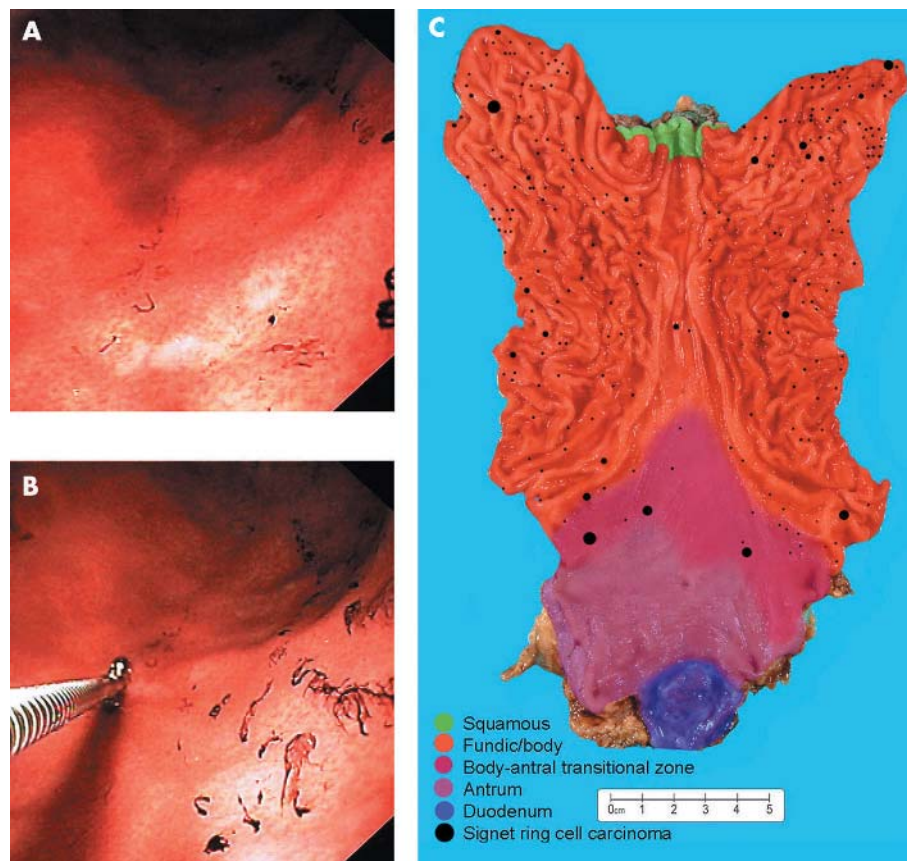 A
B
C
Squamous
Fundic/body
Body-antral transitional zone
Antrum
Duodenum
Signet ring cell carcinoma
0cm 1 2 3 4 5